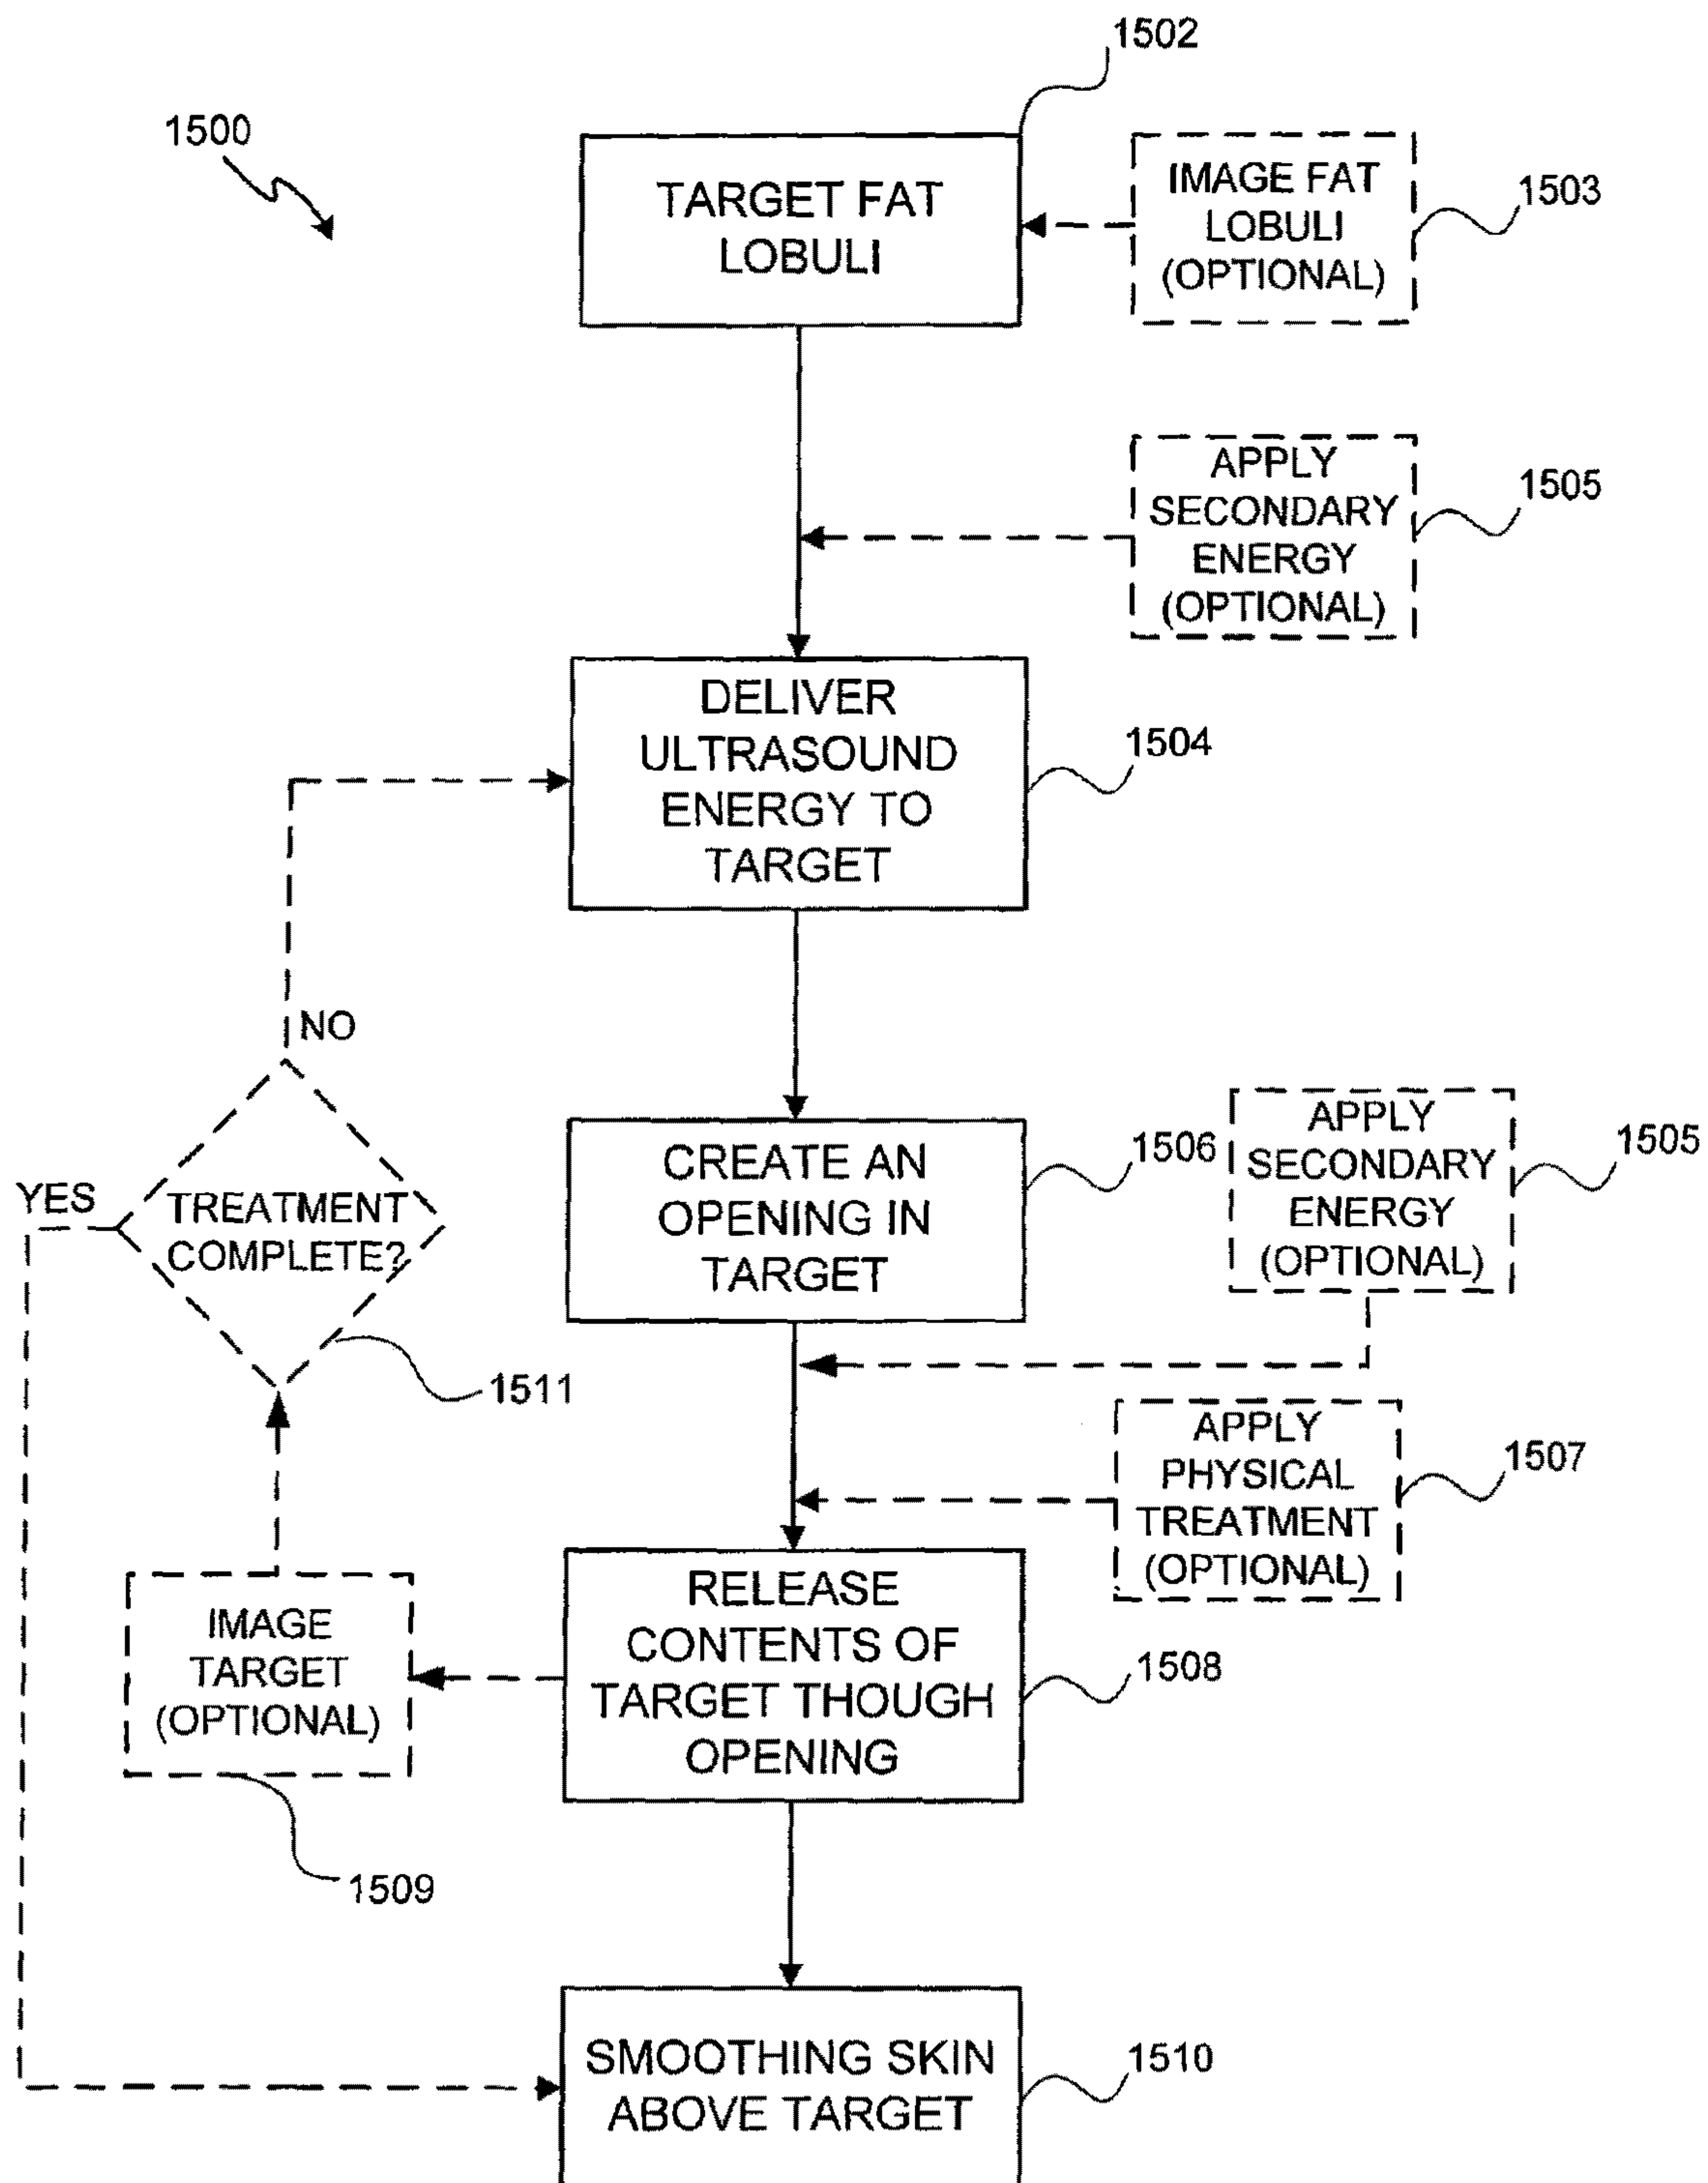 1502
1500
TARGET FAT
LOBULI
IMAGE FAT
LOBULI
(OPTIONAL)
1503
APPLY
SECONDARY
ENERGY
(OPTIONAL)
1505
DELIVER
ULTRASOUND
ENERGY TO
TARGET
1504
NO
YES
TREATMENT
COMPLETE?
1511
CREATE AN
OPENING IN
TARGET
1506
APPLY
SECONDARY
ENERGY
(OPTIONAL)
1505
APPLY
PHYSICAL
TREATMENT
(OPTIONAL)
1507
RELEASE
CONTENTS OF
TARGET THOUGH
OPENING
1508
IMAGE
TARGET
(OPTIONAL)
1509
SMOOTHING SKIN
ABOVE TARGET
1510